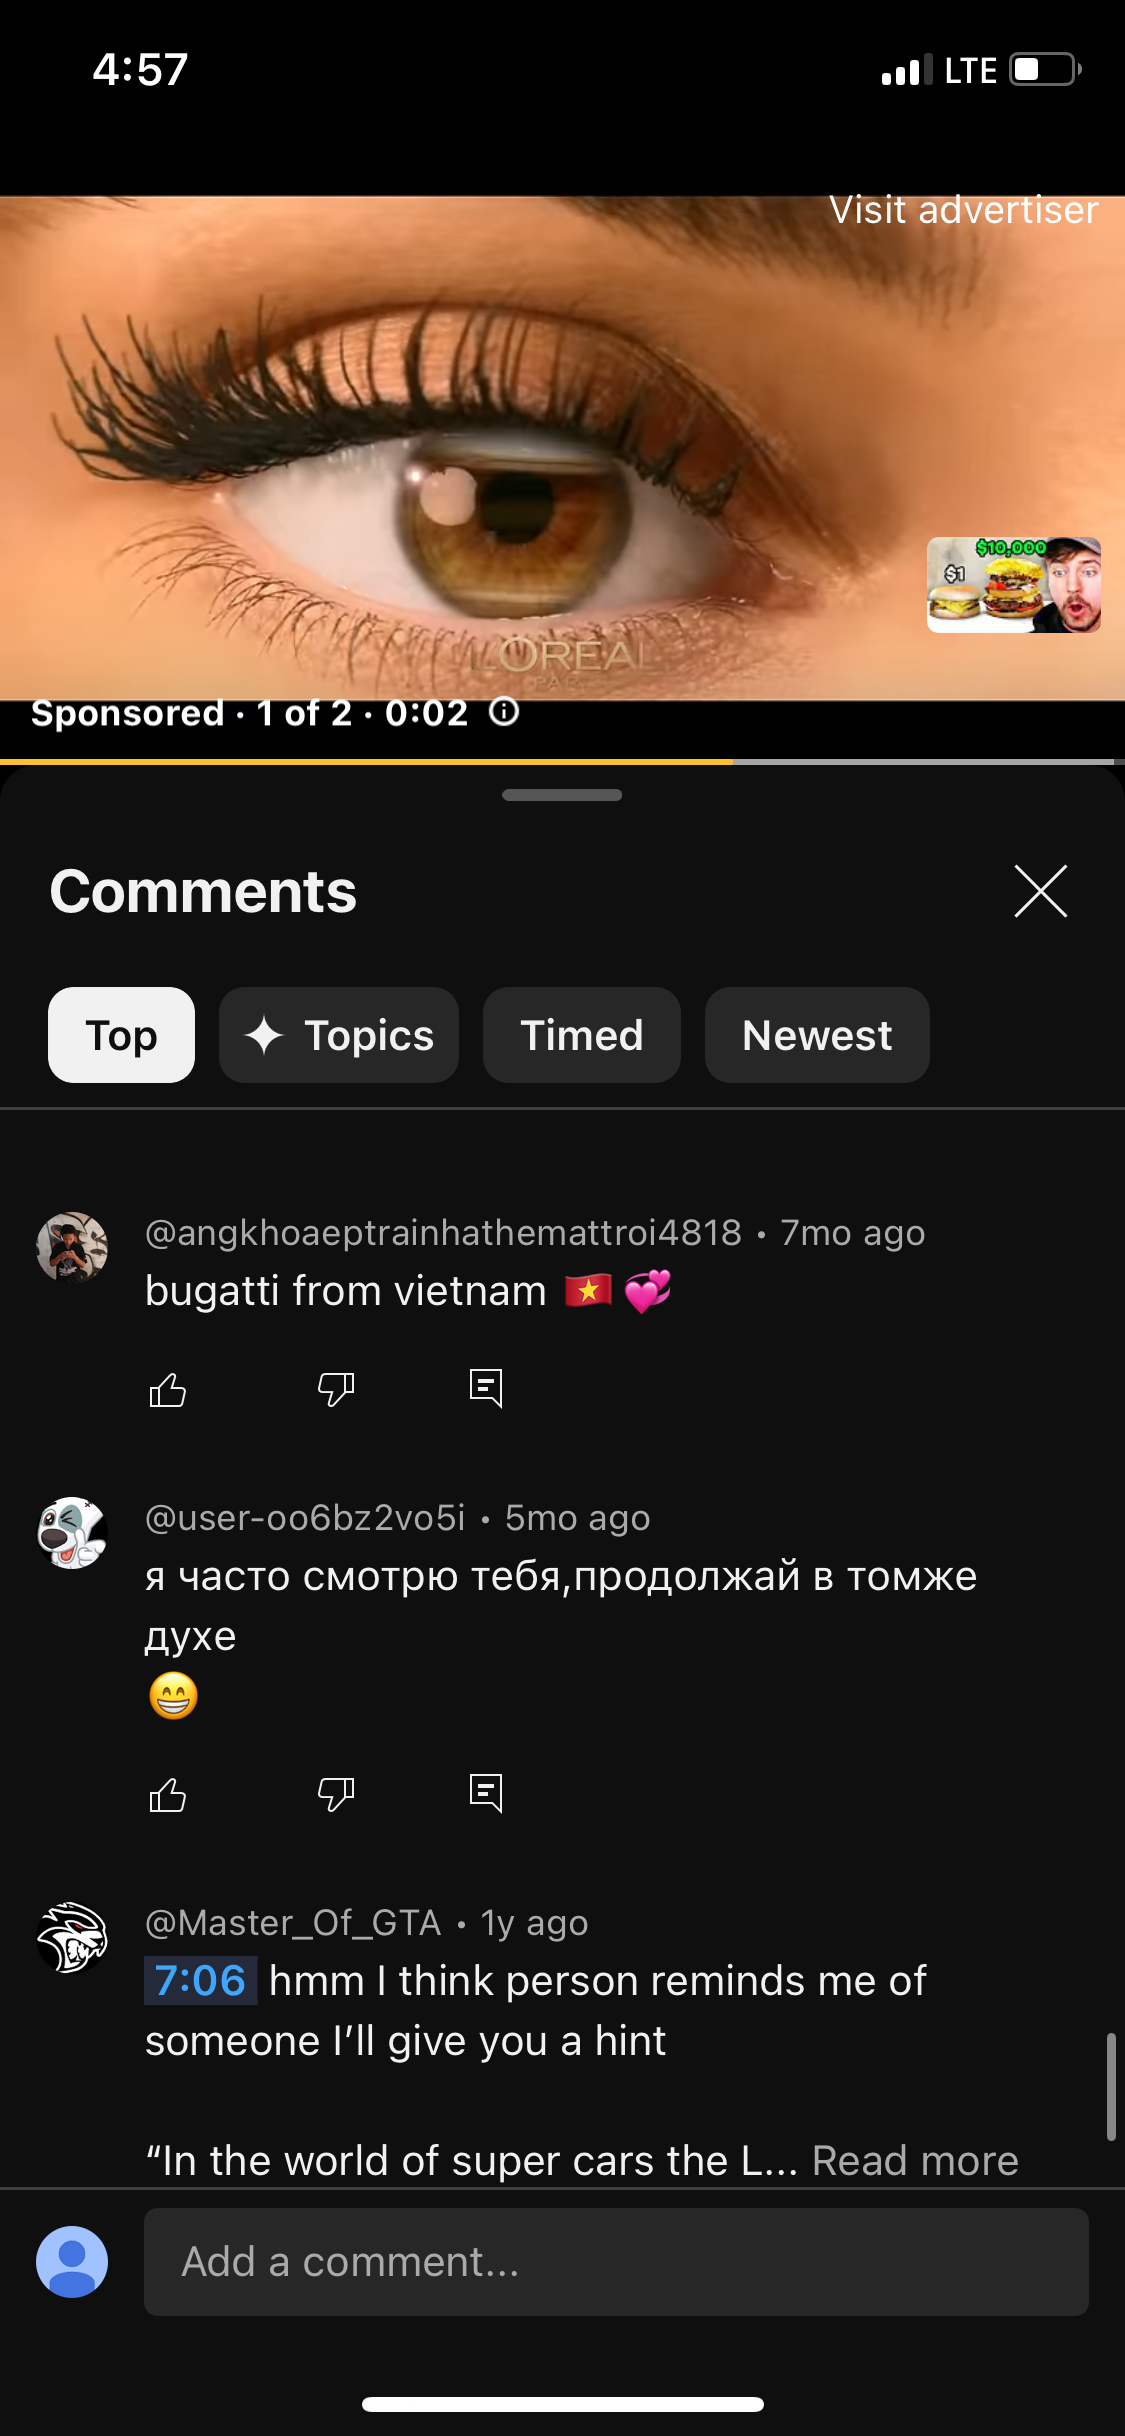 4:57
LTE
Visit advertiser
$10,000
$1
L'ORÉAL
Sponsored · 1 of 2 · 0:02
Comments
Top
Topics
Timed
Newest
@angkhoaeptrainhathemattroi4818 · 7mo ago
bugatti from vietnam 🇻🇳 💞
@user-oo6bz2vo5i · 5mo ago
я часто смотрю тебя,продолжай в томже
духе
😁
@Master_Of_GTA · 1y ago
7:06 hmm I think person reminds me of
someone I’ll give you a hint
“In the world of super cars the L... Read more
Add a comment...